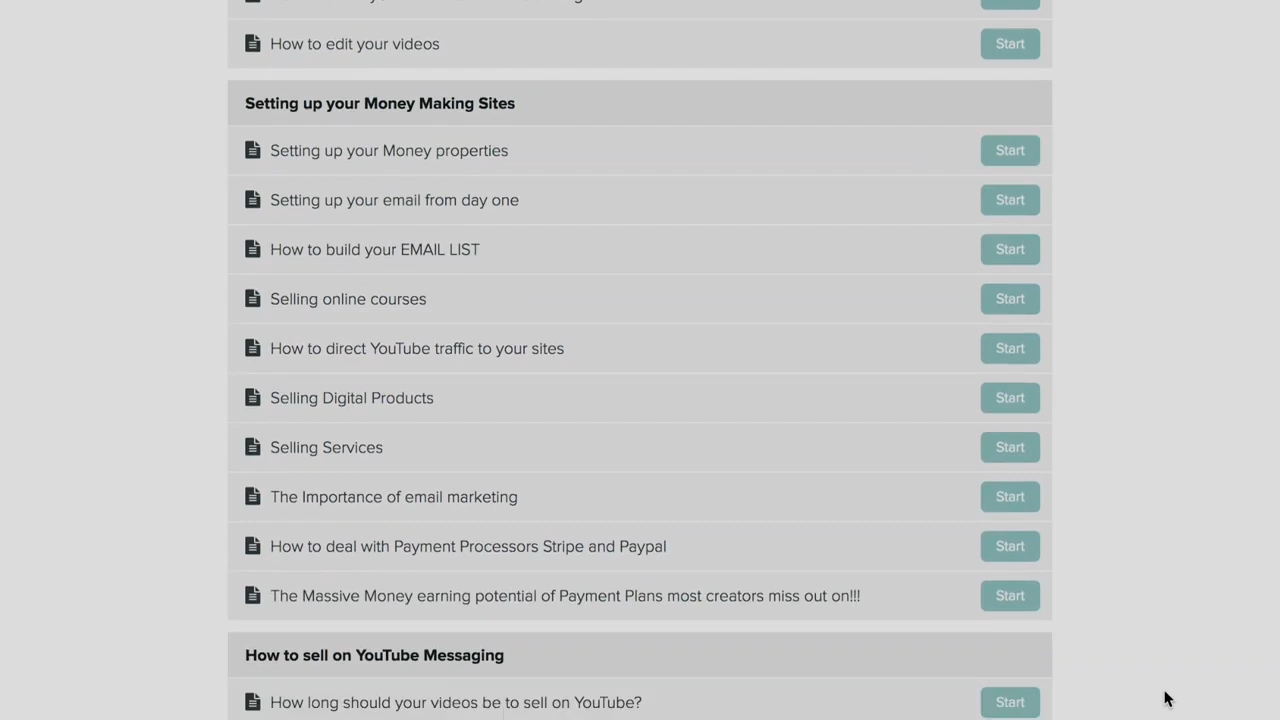 How to edit your videos
Start
Setting up your Money Making Sites
Setting up your Money properties
Start
Setting up your email from day one
Start
How to build your EMAIL LIST
Start
Selling online courses
Start
How to direct YouTube traffic to your sites
Start
Selling Digital Products
Start
Selling Services
Start
The Importance of email marketing
Start
How to deal with Payment Processors Stripe and Paypal
Start
The Massive Money earning potential of Payment Plans most creators miss out on!!!
Start
How to sell on YouTube Messaging
How long should your videos be to sell on YouTube?
Start